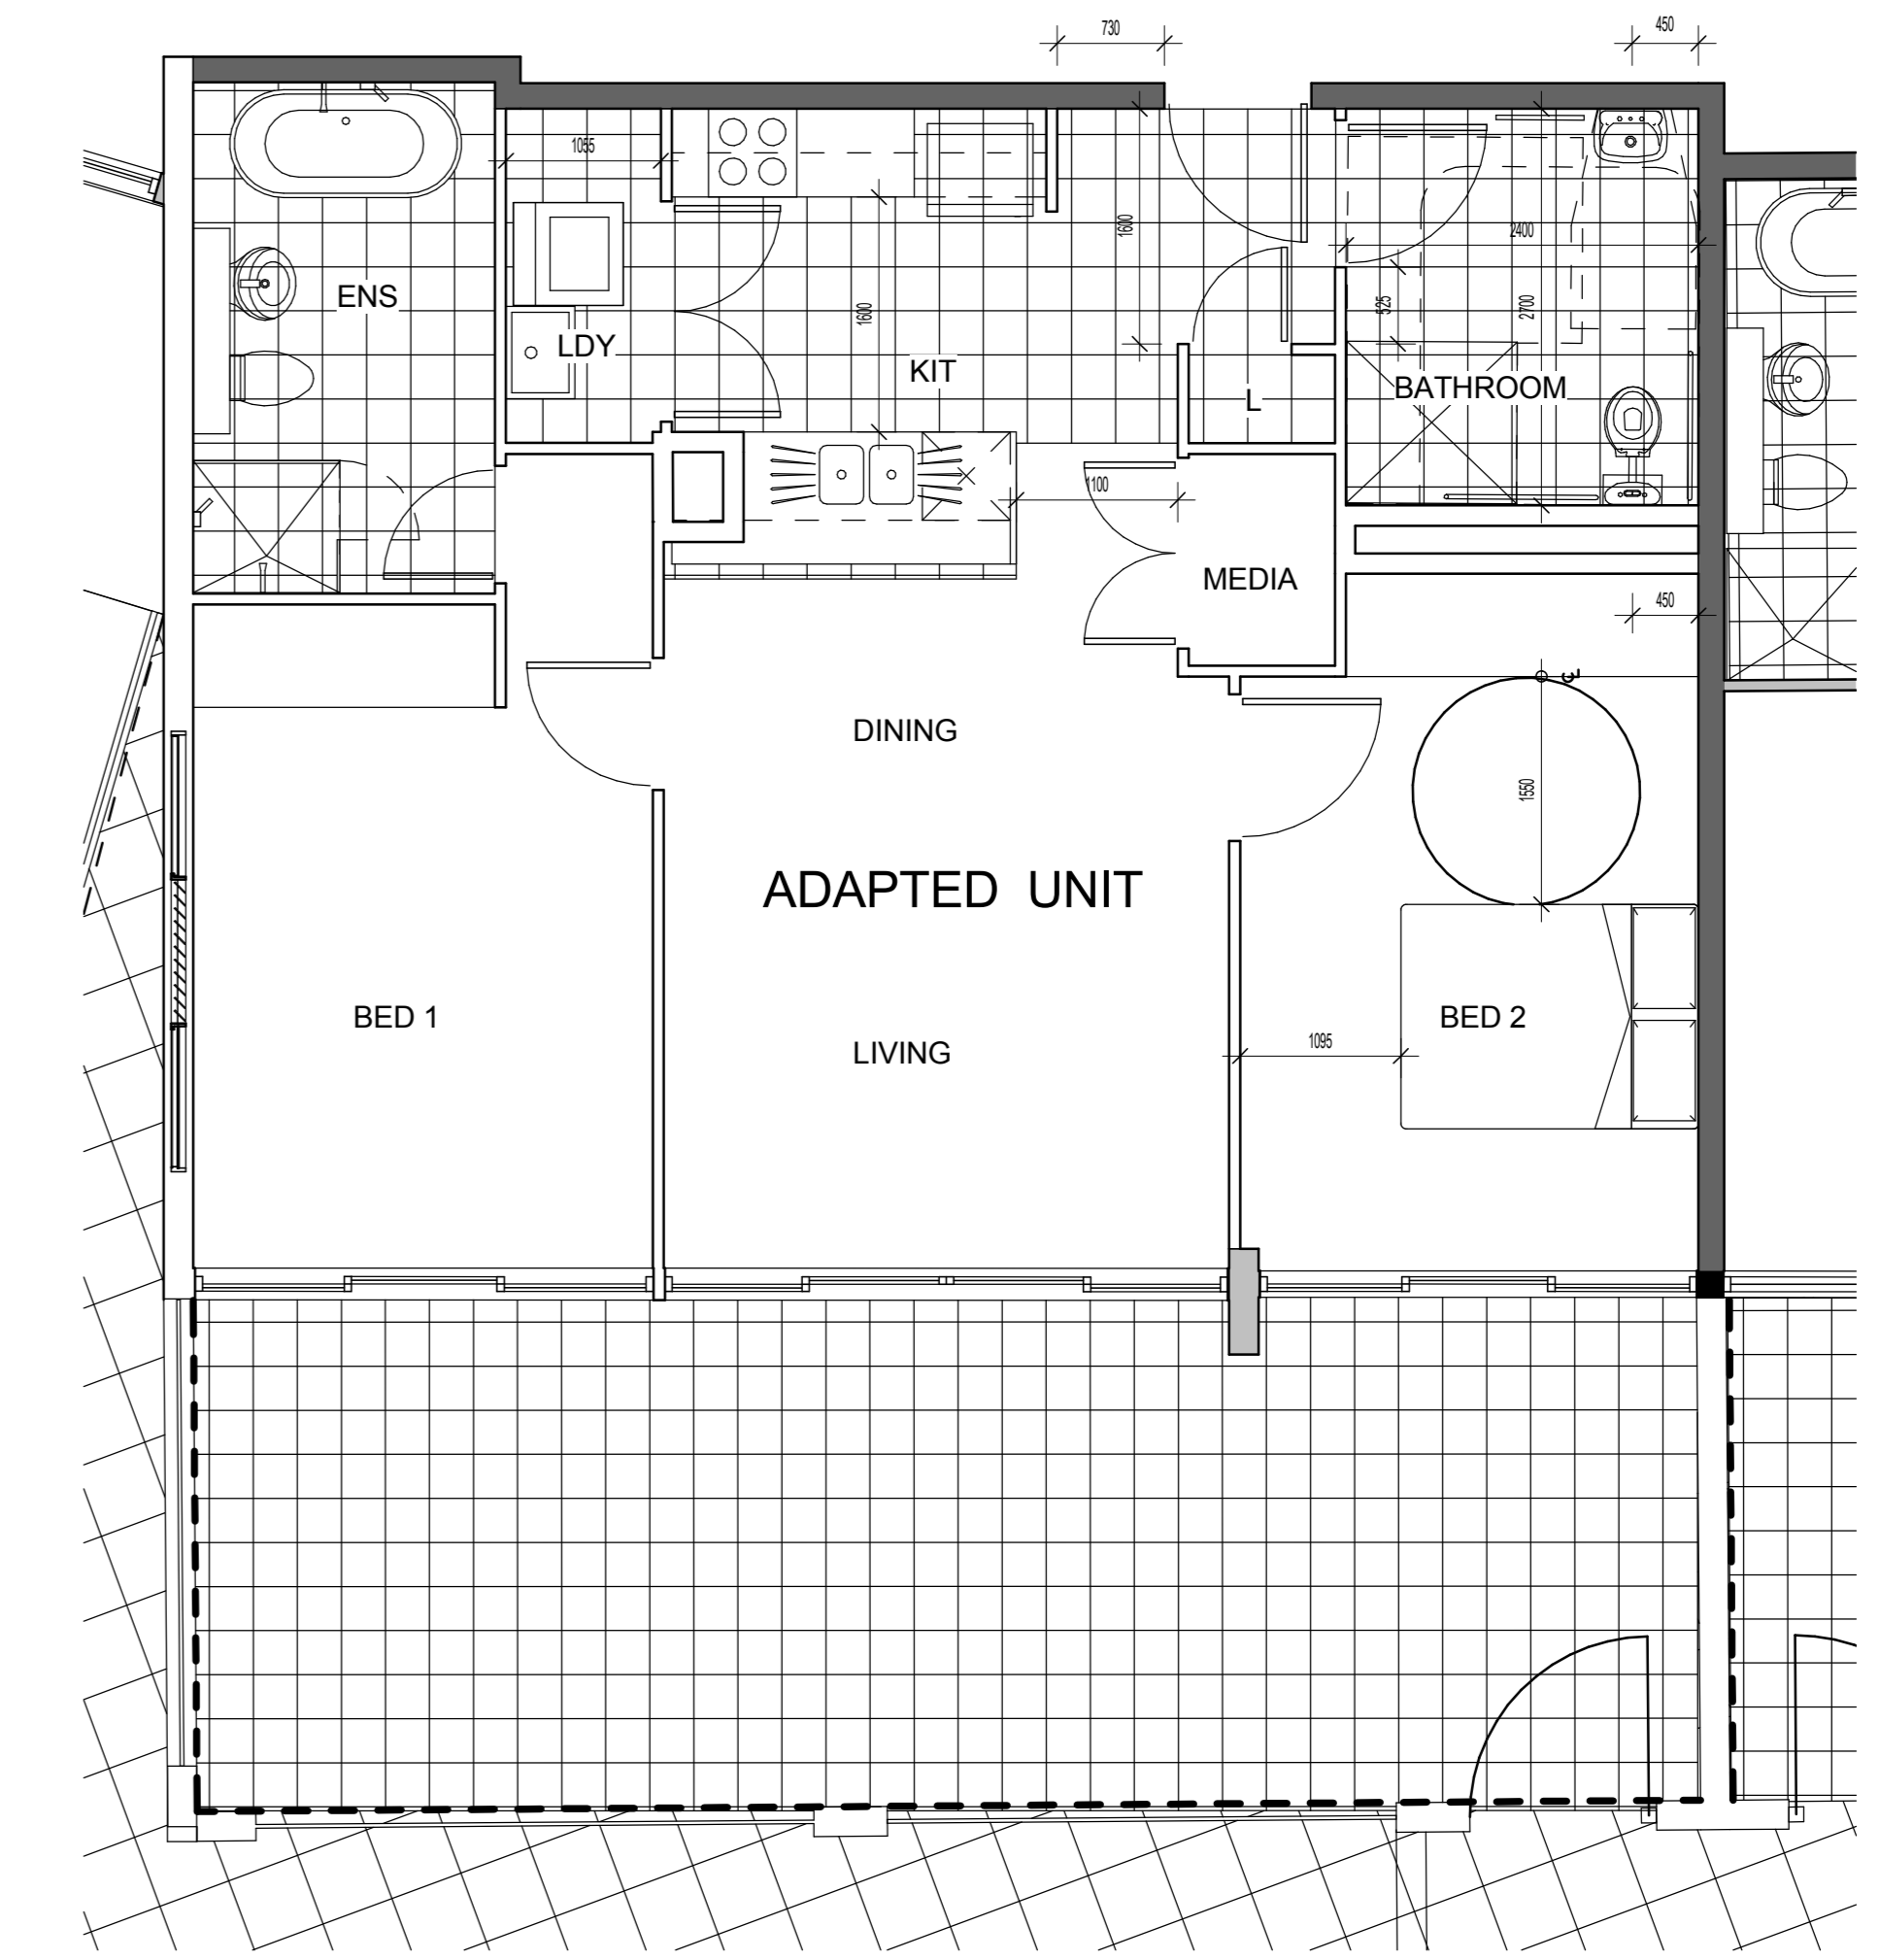 730
450
1055
1600
2400
ENS
525
2700
1600
LDY
KIT
BATHROOM
L
1100
MEDIA
450
DINING
1550
ADAPTED UNIT
BED 1
BED 2
1095
LIVING